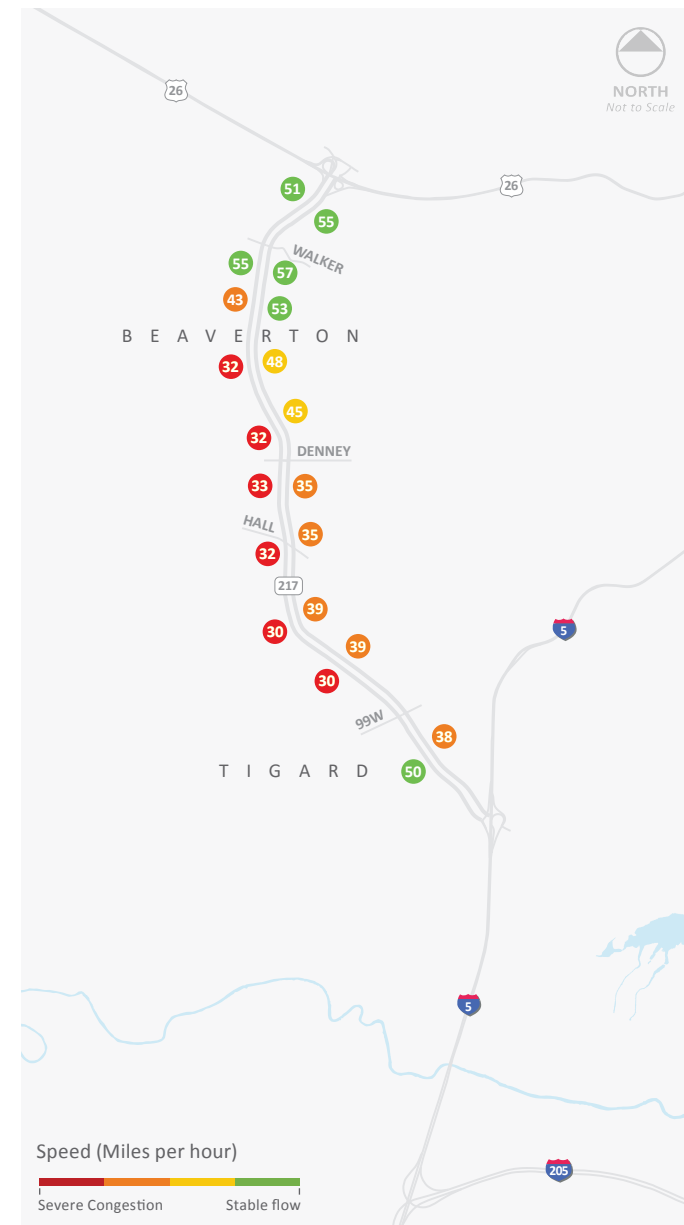 26
NORTH
Not to Scale
51
26
55
WALKER
55
57
43
53
BEAVERTON
32
48
45
32
DENNEY
33
35
HALL
35
32
217
39
30
5
39
30
99W
38
TIGARD
50
5
Speed (Miles per hour)
205
Severe Congestion
Stable flow